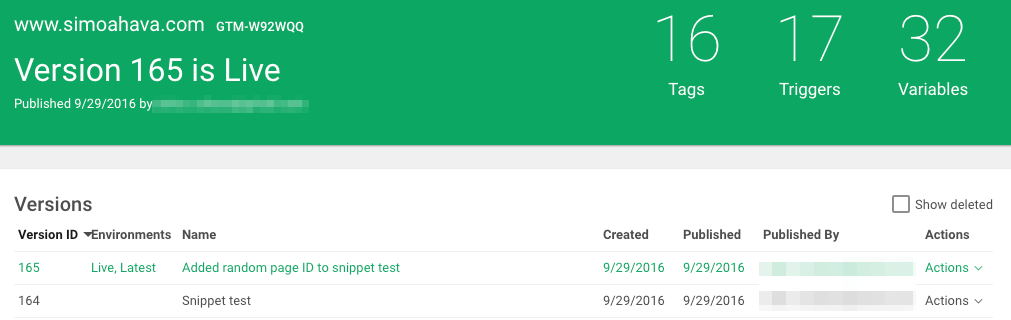 www.simoahava.com GTM-W92WQQ
16 17 32
Version 165 is Live
Tags Triggers Variables
Published 9/29/2016 by
Versions
Show deleted
Version ID Environments Name Created Published Published By Actions
165 Live, Latest Added random page ID to snippet test 9/29/2016 9/29/2016 Actions
164 Snippet test 9/29/2016 9/29/2016 Actions